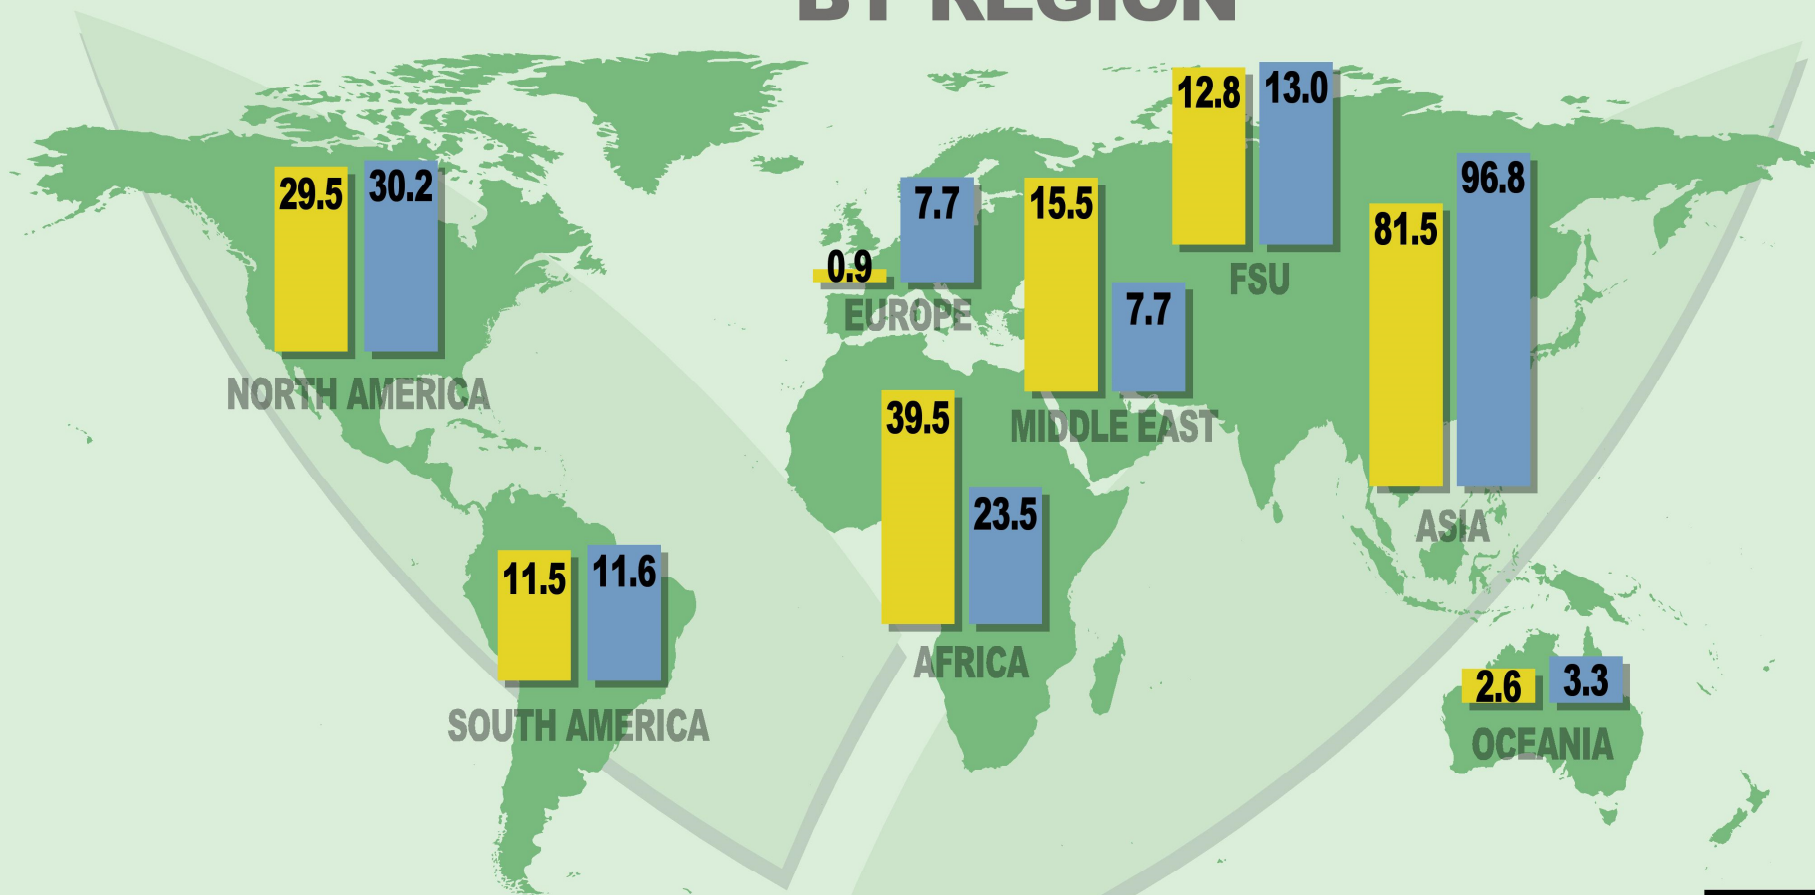 BY REGION
12.8 13.0
FSU
29.5 30.2
NORTH AMERICA
0.9 7.7
EUROPE
15.5 7.7
MIDDLE EAST
81.5 96.8
ASIA
39.5 23.5
AFRICA
11.5 11.6
SOUTH AMERICA
2.6 3.3
OCEANIA